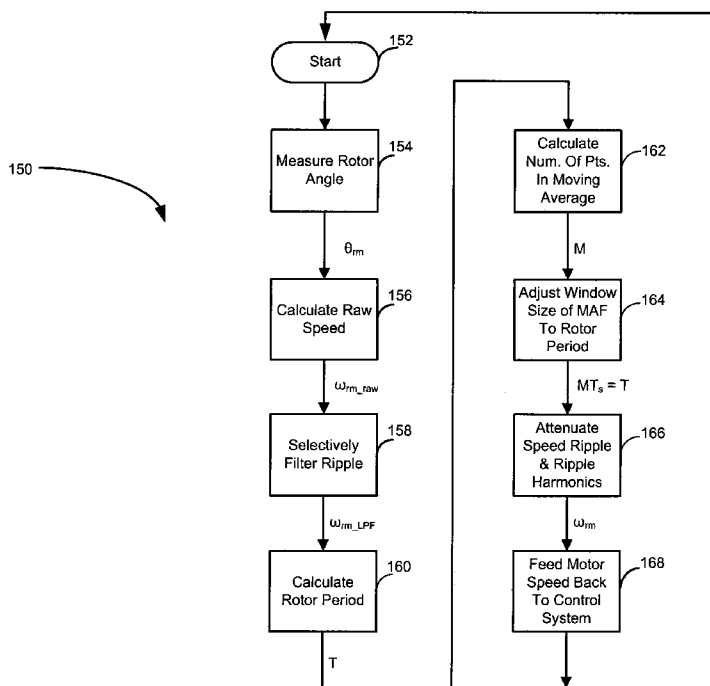 152
Start
150
154
Measure Rotor
Angle
θrm
156
Calculate Raw
Speed
ωrm_raw
158
Selectively
Filter Ripple
ωrm_LPF
160
Calculate
Rotor Period
T
162
Calculate
Num. Of Pts.
In Moving
Average
M
164
Adjust Window
Size of MAF
To Rotor
Period
MTs = T
166
Attenuate
Speed Ripple
& Ripple
Harmonics
ωrm
168
Feed Motor
Speed Back
To Control
System